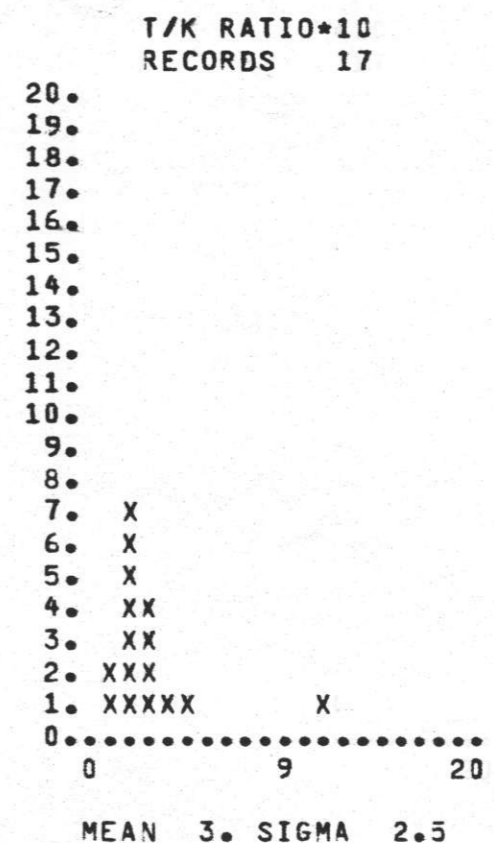 T/K RATIO*10
RECORDS   17
20.
19.
18.
17.
16.
15.
14.
13.
12.
11.
10.
9.
8.
7.  X
6.  X
5.  X
4.  XX
3.  XX
2. XXX
1. XXXXX      X
0......................
0         9        20
MEAN  3. SIGMA  2.5